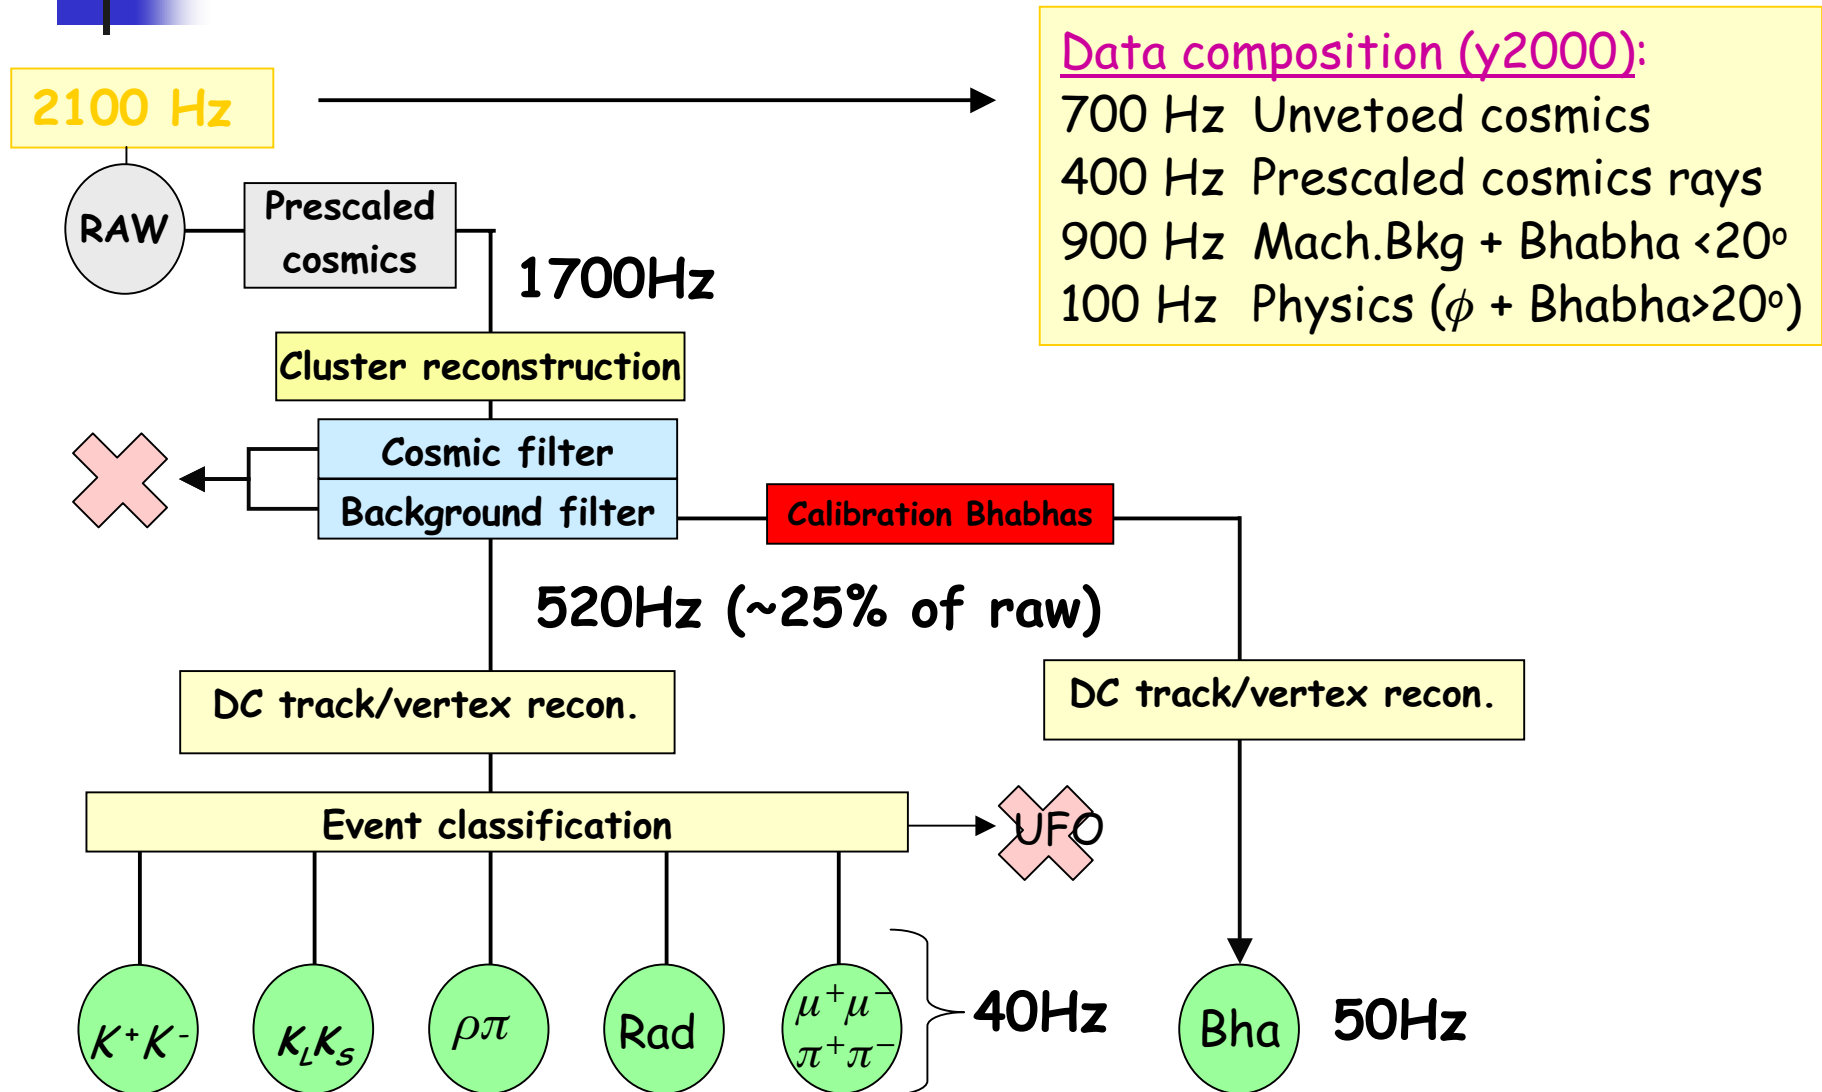 Data composition (y2000):
2100 Hz
700 Hz Unvetoed cosmics
400 Hz Prescaled cosmics rays
900 Hz Mach.Bkg + Bhabha <20°
100 Hz Physics (ϕ + Bhabha>20°)
RAW
Prescaled
cosmics
1700Hz
Cluster reconstruction
Cosmic filter
Background filter
Calibration Bhabhas
520Hz (~25% of raw)
DC track/vertex recon.
DC track/vertex recon.
Event classification
UFO
K⁺K⁻
K_L K_S
ρπ
Rad
μ⁺μ⁻
π⁺π⁻
40Hz
Bha
50Hz